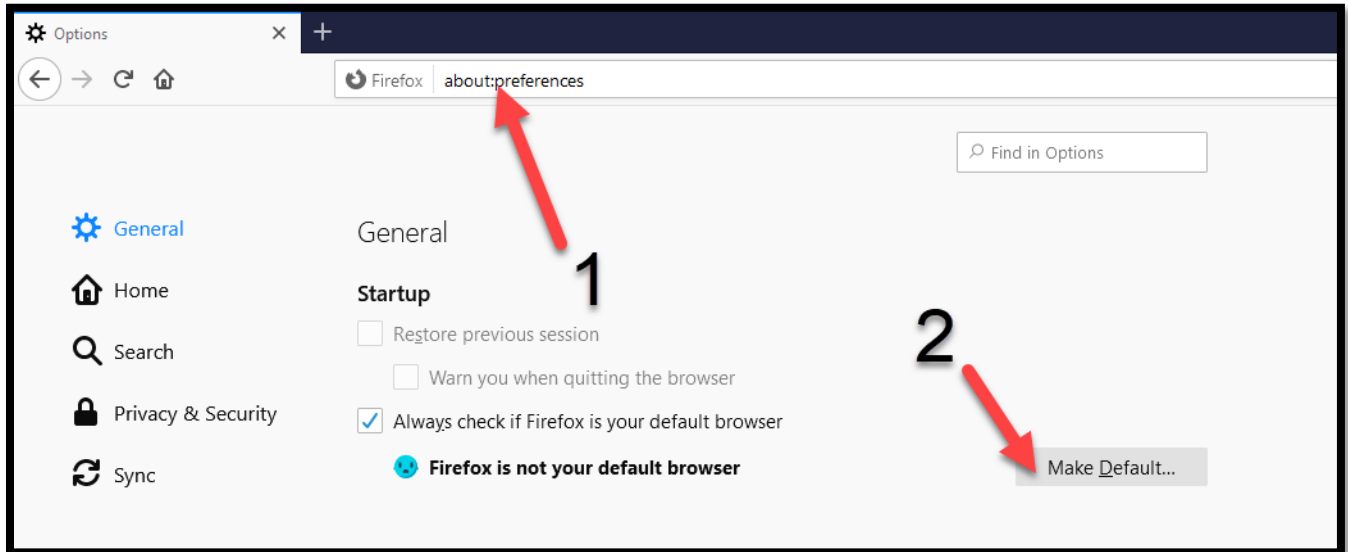 Options
Firefox about:preferences
Find in Options
General
Home
Search
Privacy & Security
Sync
General
1
Startup
Restore previous session
Warn you when quitting the browser
Always check if Firefox is your default browser
Firefox is not your default browser
2
Make Default...